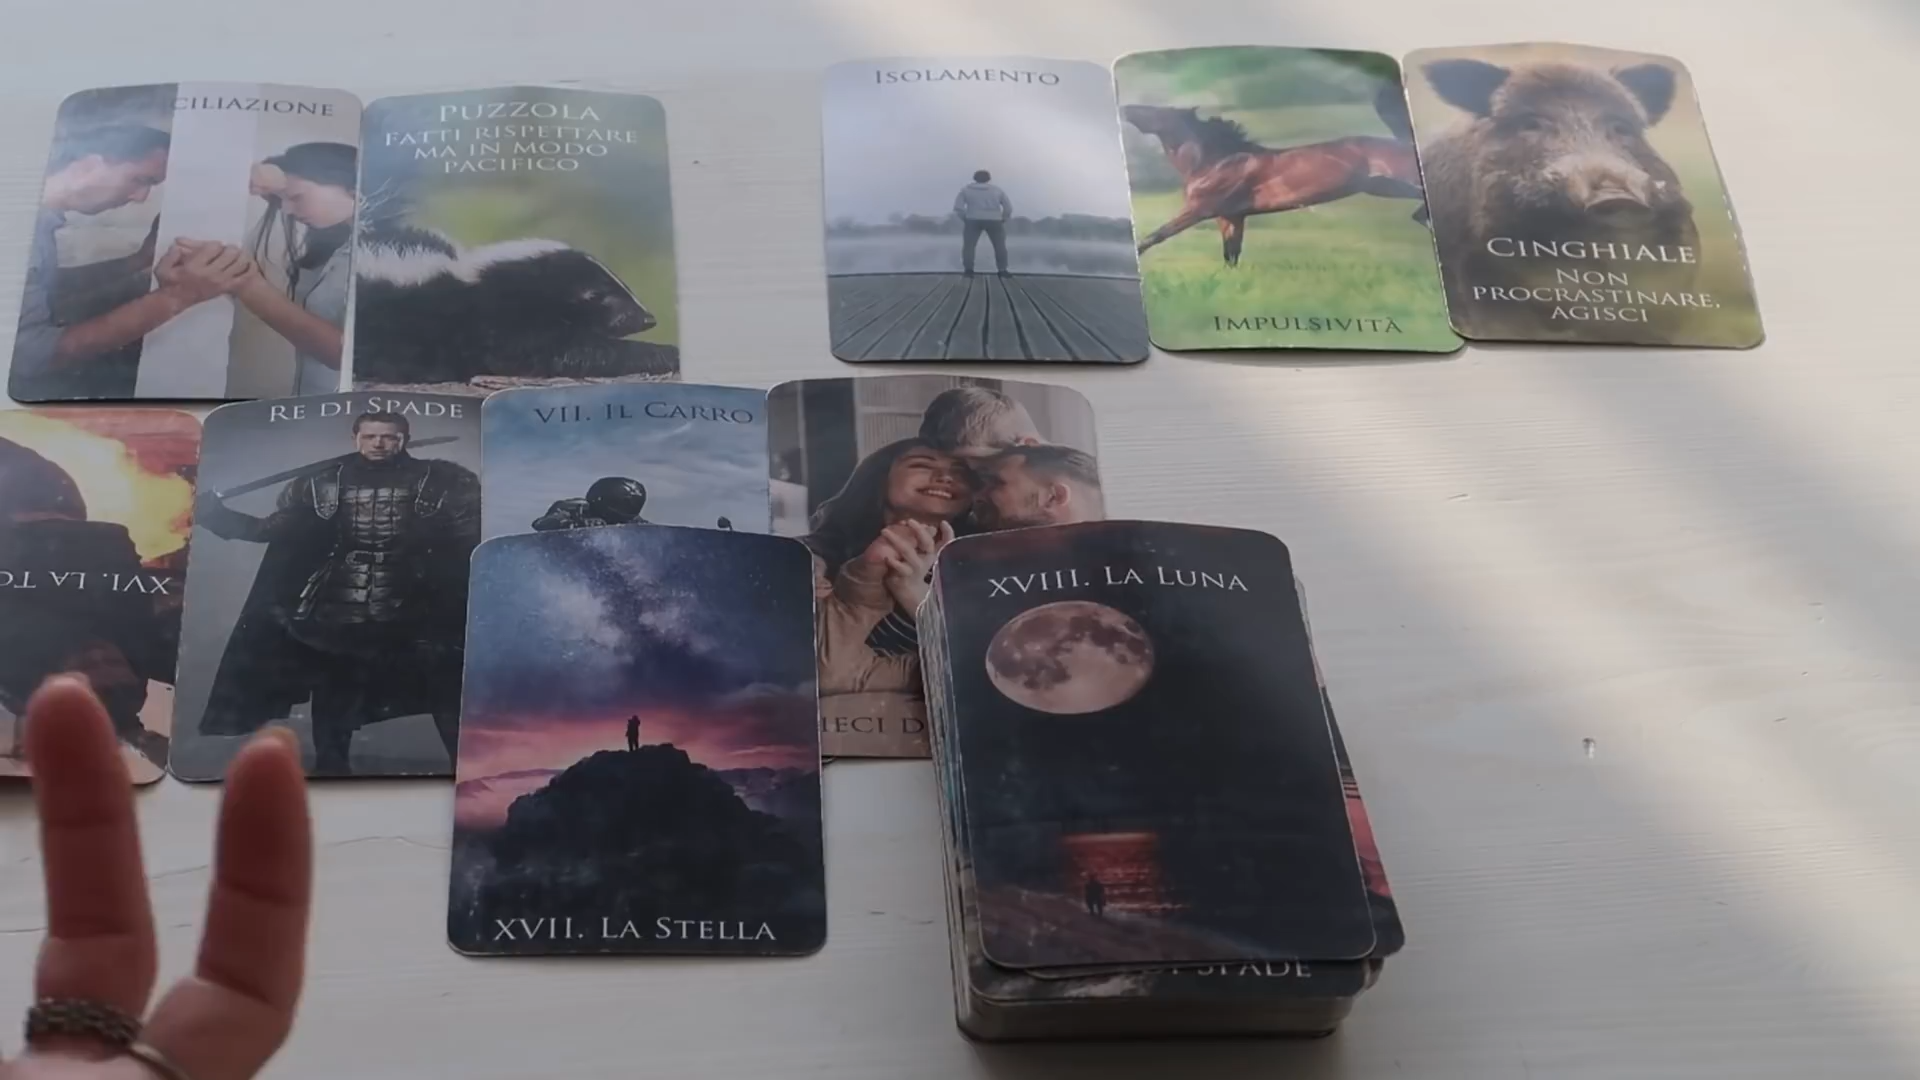 CILIAZIONE
PUZZOLA
FATTI RISPETTARE
MA IN MODO
PACIFICO
ISOLAMENTO
IMPULSIVITÀ
CINGHIALE
NON
PROCRASTINARE,
AGISCI
XVI. LA TO
RE DI SPADE
VII. IL CARRO
IECI D
XVII. LA STELLA
XVIII. LA LUNA
SPADE